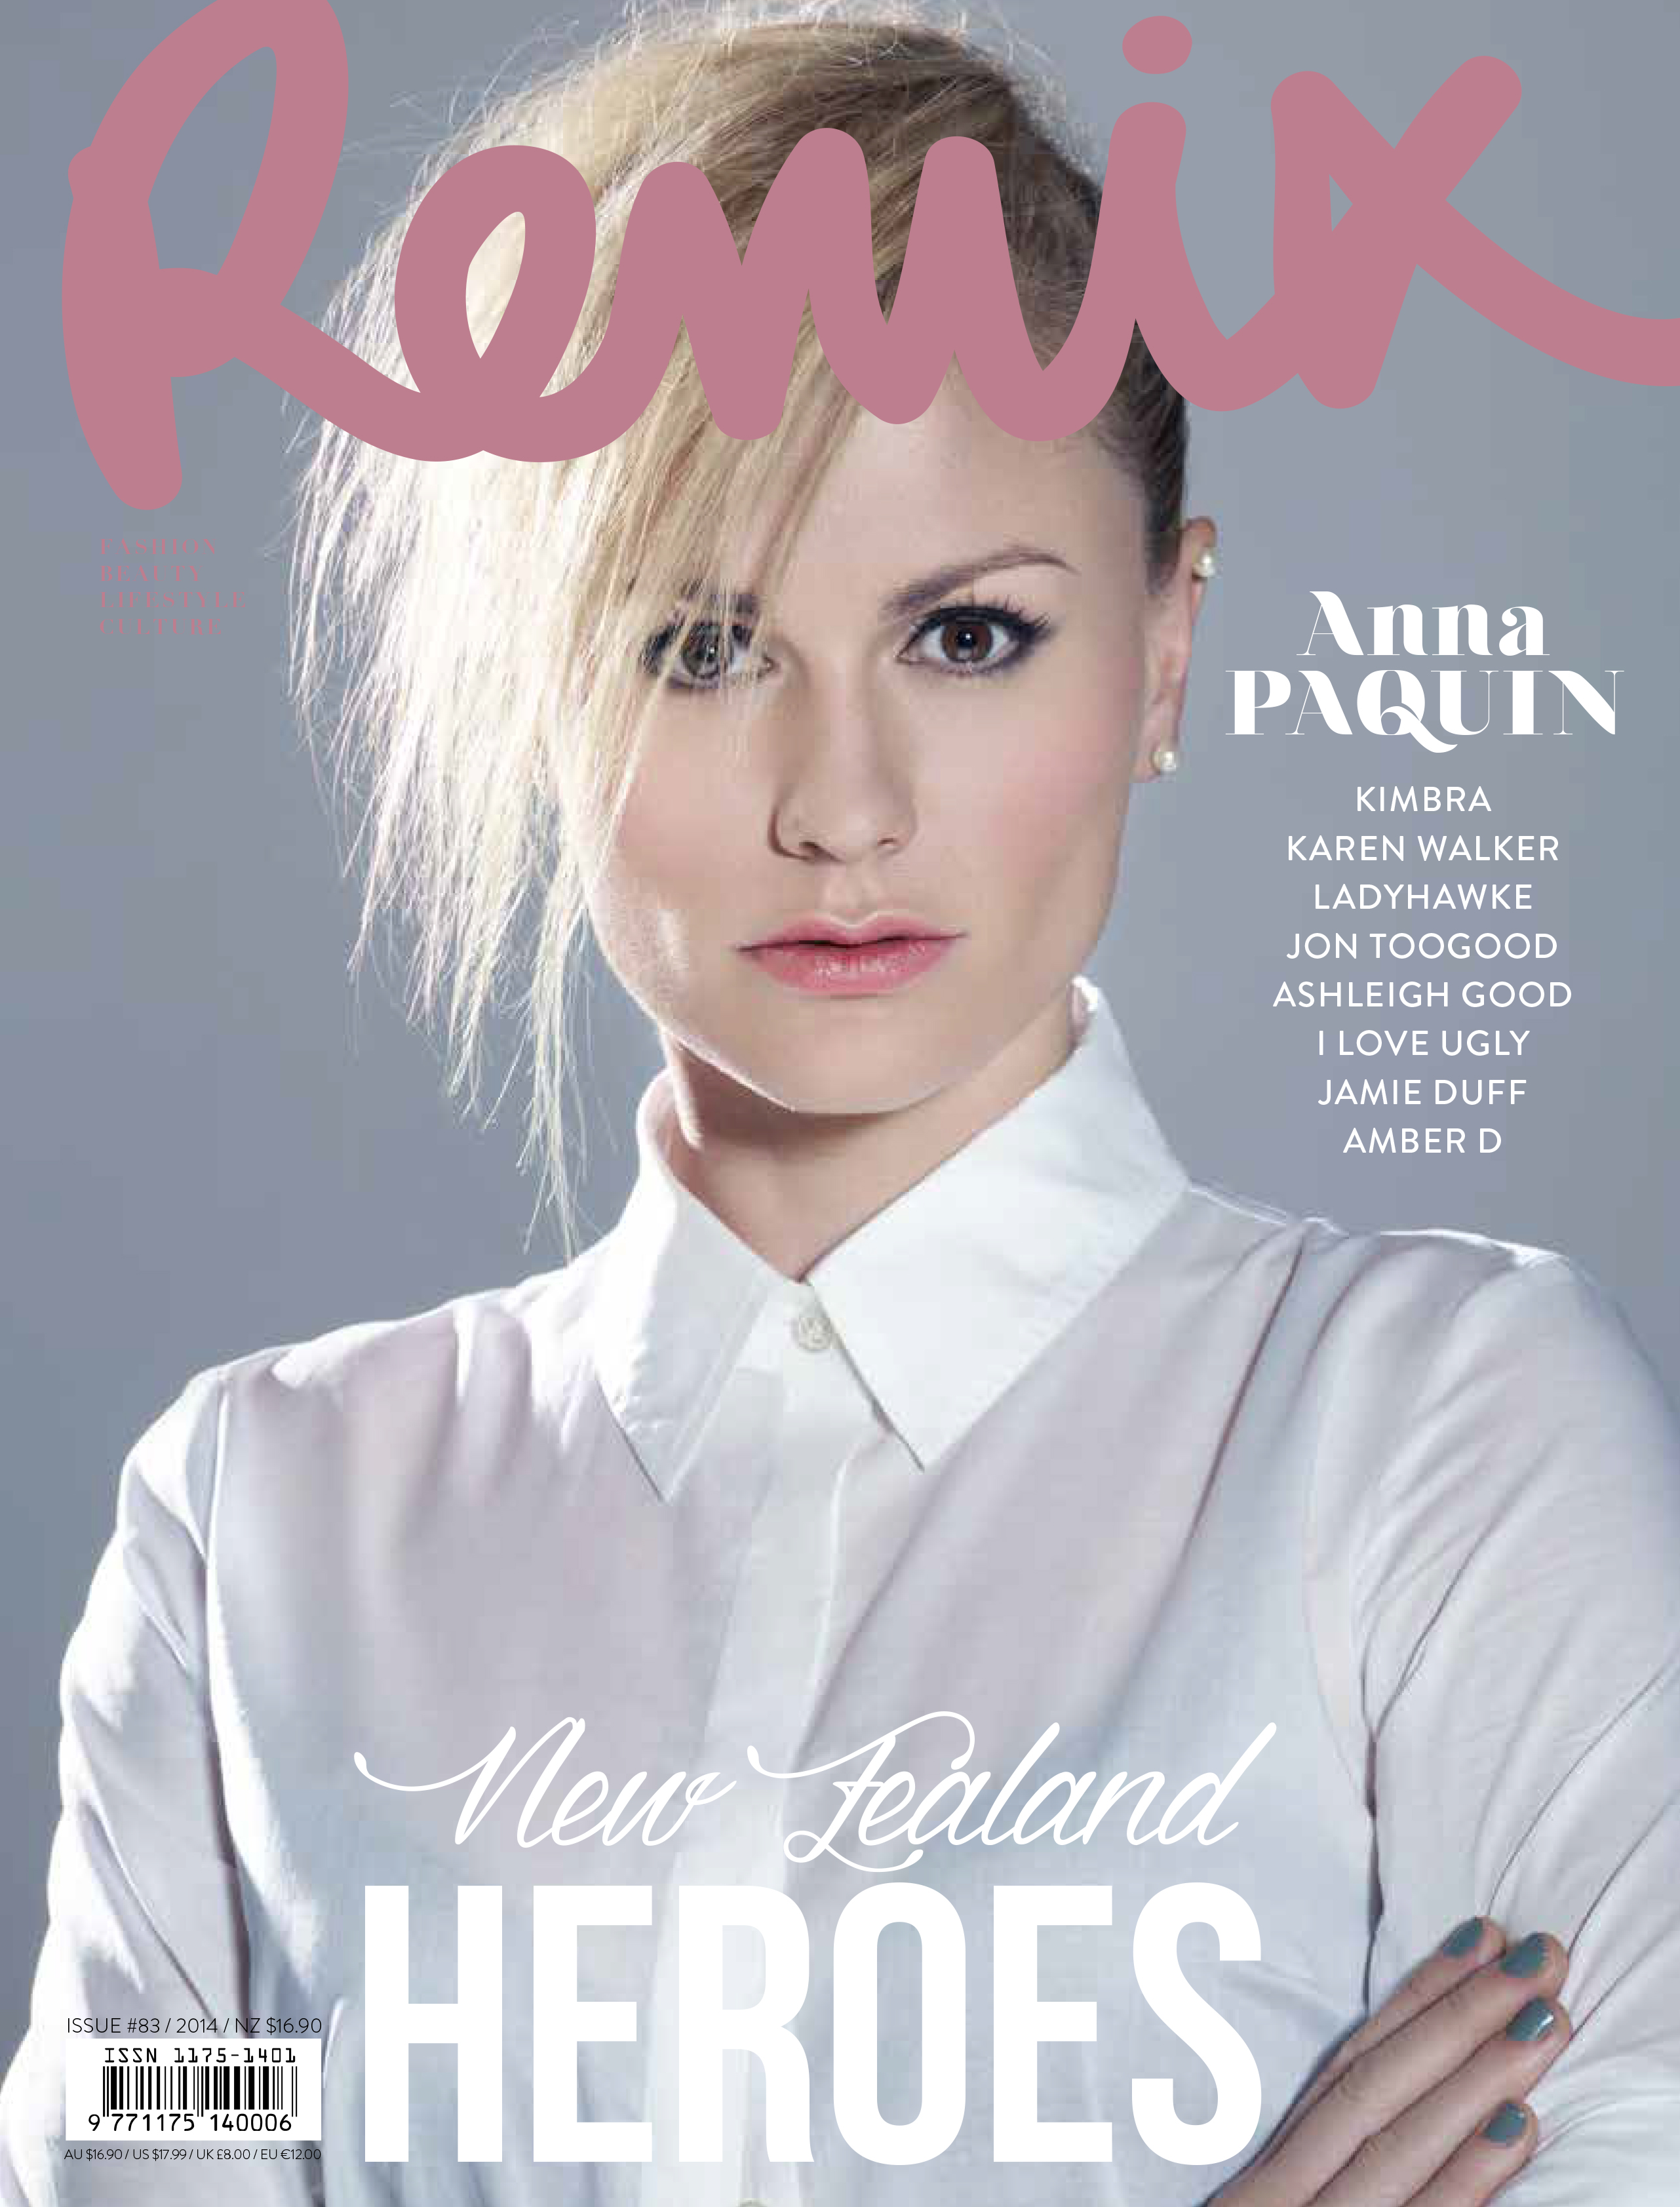 Remix
FASHION
BEAUTY
LIFESTYLE
CULTURE
Anna
PAQUIN
KIMBRA
KAREN WALKER
LADYHAWKE
JON TOOGOOD
ASHLEIGH GOOD
I LOVE UGLY
JAMIE DUFF
AMBER D
New Zealand
HEROES
ISSUE #83 / 2014 / NZ $16.90
ISSN 1175-1401
9 771175 140006
AU $16.90 / US $17.99 / UK £8.00 / EU €12.00